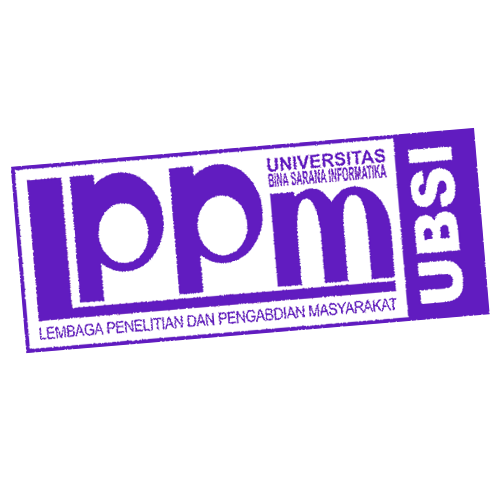 UNIVERSITAS
BINA SARANA INFORMATIKA
Lppm
LEMBAGA PENELITIAN DAN PENGABDIAN MASYARAKAT
UBSI